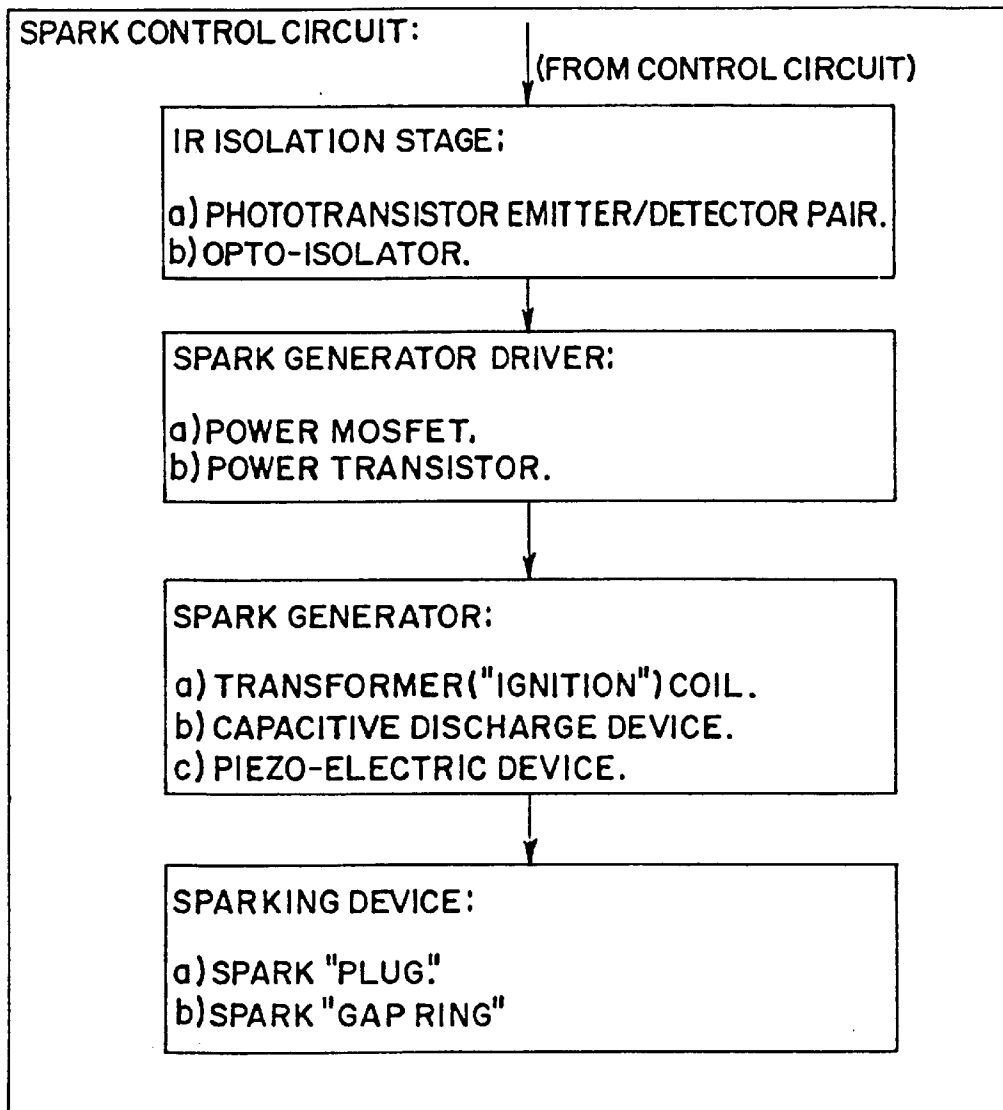 SPARK CONTROL CIRCUIT:
(FROM CONTROL CIRCUIT)
IR ISOLATION STAGE:
a) PHOTOTRANSISTOR EMITTER/DETECTOR PAIR.
b) OPTO-ISOLATOR.
SPARK GENERATOR DRIVER:
a) POWER MOSFET.
b) POWER TRANSISTOR.
SPARK GENERATOR:
a) TRANSFORMER ("IGNITION") COIL.
b) CAPACITIVE DISCHARGE DEVICE.
c) PIEZO-ELECTRIC DEVICE.
SPARKING DEVICE:
a) SPARK "PLUG."
b) SPARK "GAP RING"